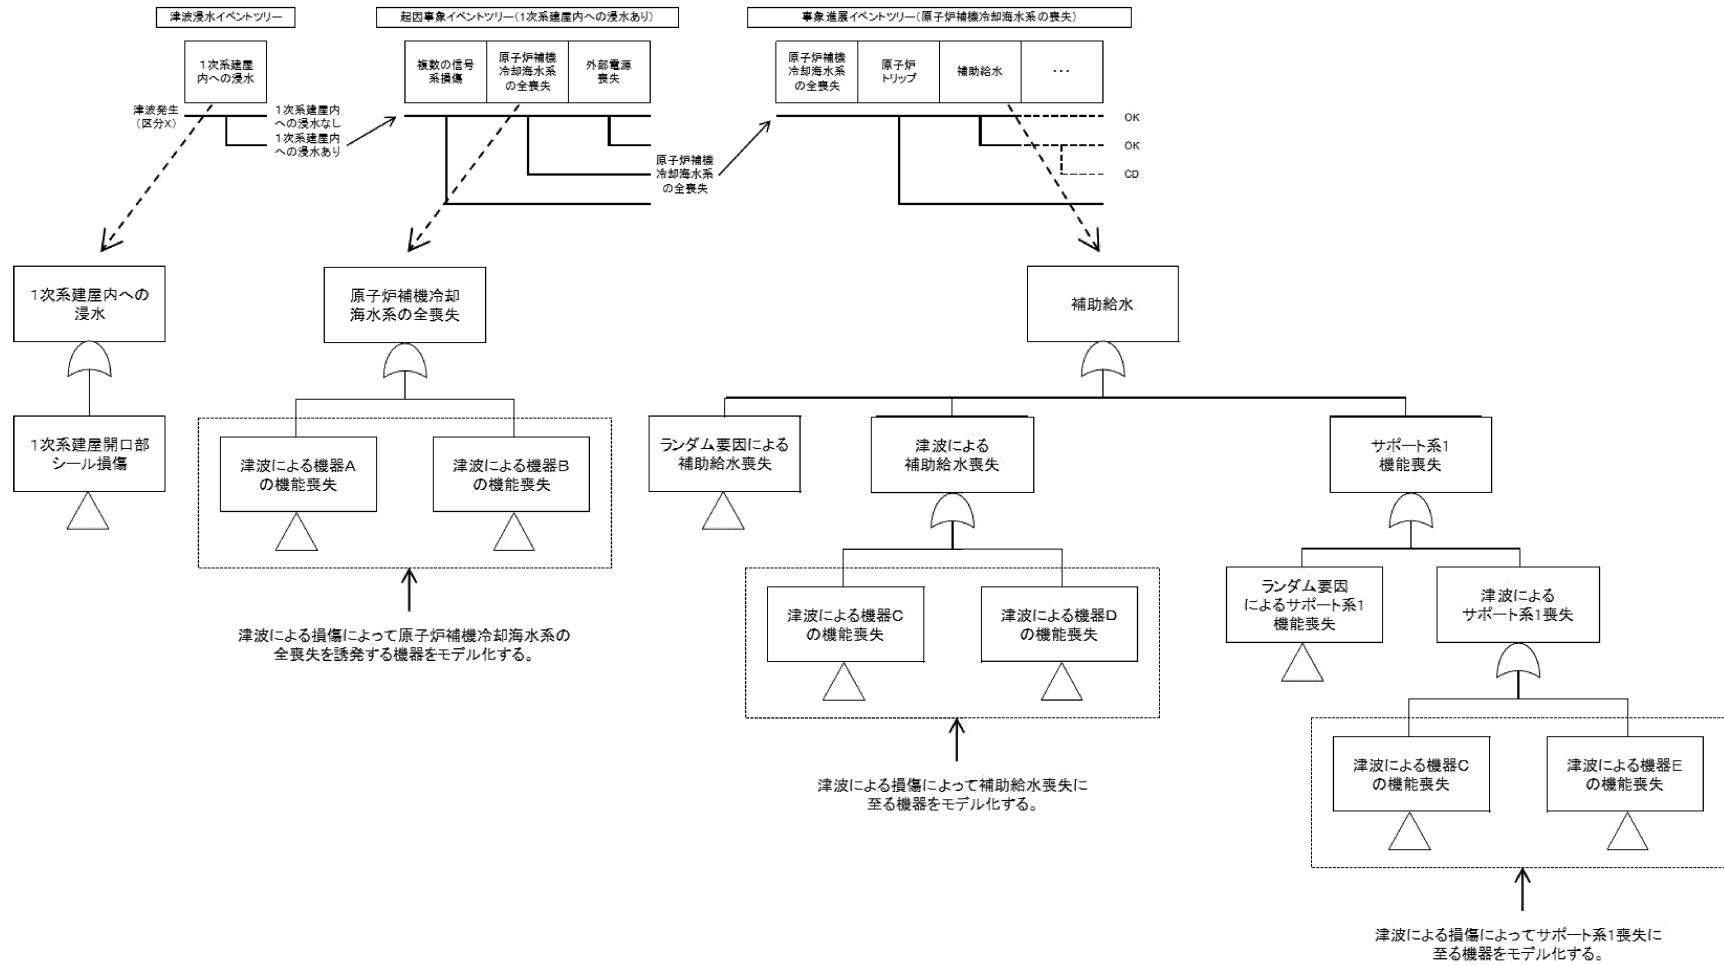 津波浸水イベントツリー
起因事象イベントツリー(1次系建屋内への浸水あり)
事象進展イベントツリー(原子炉補機冷却海水系の喪失)
1次系建屋
内への浸水
複数の信号
系損傷
原子炉補機
冷却海水系
の全喪失
外部電源
喪失
原子炉補機
冷却海水系
の全喪失
原子炉
トリップ
補助給水
・・・
津波発生
(区分X)
1次系建屋内
への浸水なし
1次系建屋内
への浸水あり
原子炉補機
冷却海水系
の全喪失
OK
OK
CD
1次系建屋内への
浸水
原子炉補機冷却
海水系の全喪失
補助給水
1次系建屋開口部
シール損傷
津波による機器A
の機能喪失
津波による機器B
の機能喪失
ランダム要因による
補助給水喪失
津波による
補助給水喪失
サポート系1
機能喪失
津波による損傷によって原子炉補機冷却海水系の
全喪失を誘発する機器をモデル化する。
津波による機器C
の機能喪失
津波による機器D
の機能喪失
ランダム要因
によるサポート系1
機能喪失
津波による
サポート系1喪失
津波による損傷によって補助給水喪失に
至る機器をモデル化する。
津波による機器C
の機能喪失
津波による機器E
の機能喪失
津波による損傷によってサポート系1喪失に
至る機器をモデル化する。